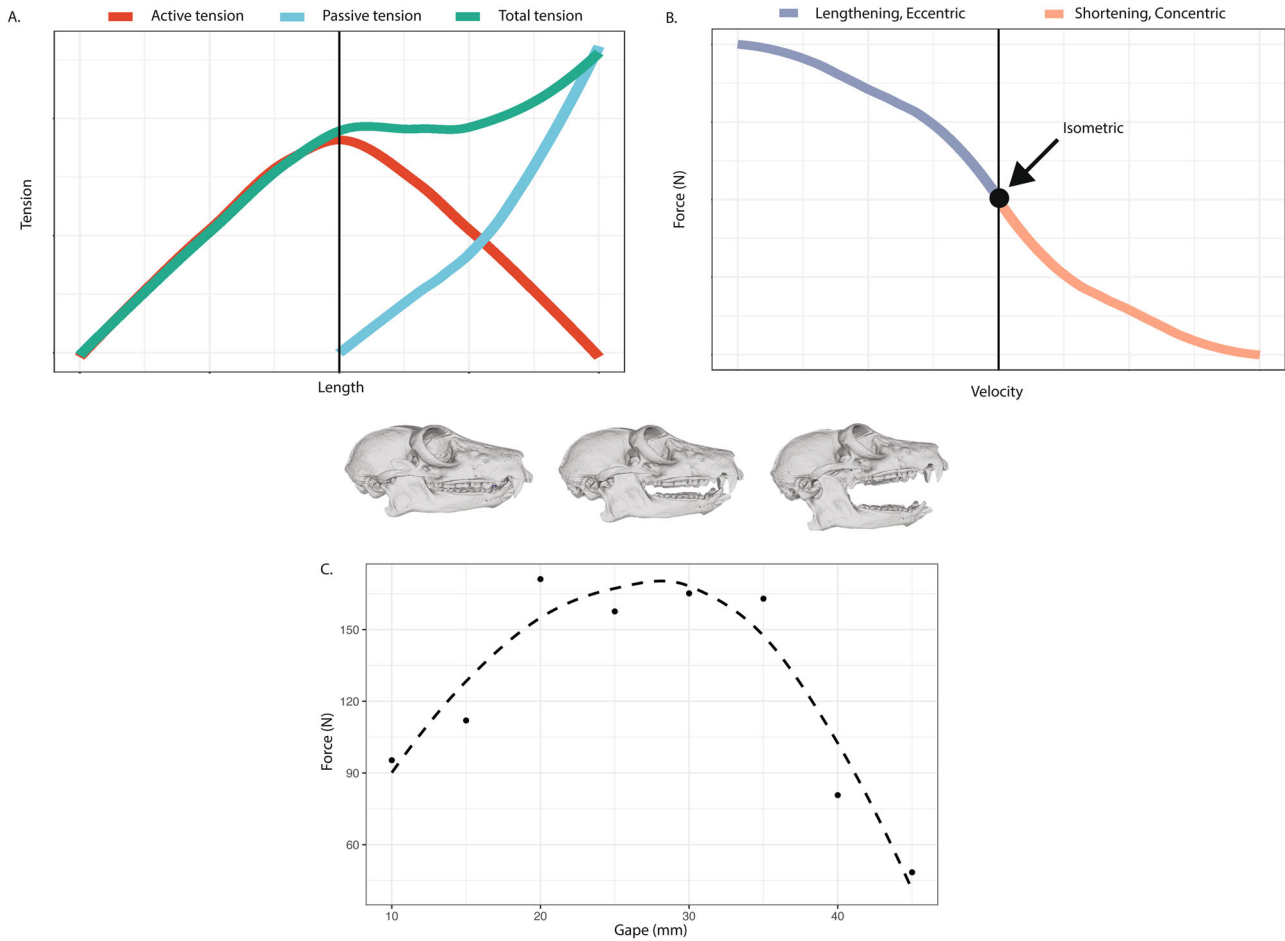 A.
Active tension Passive tension Total tension
Tension
Length
B.
Lengthening, Eccentric Shortening, Concentric
Isometric
Force (N)
Velocity
C.
150
120
90
60
Force (N)
10 20 30 40
Gape (mm)